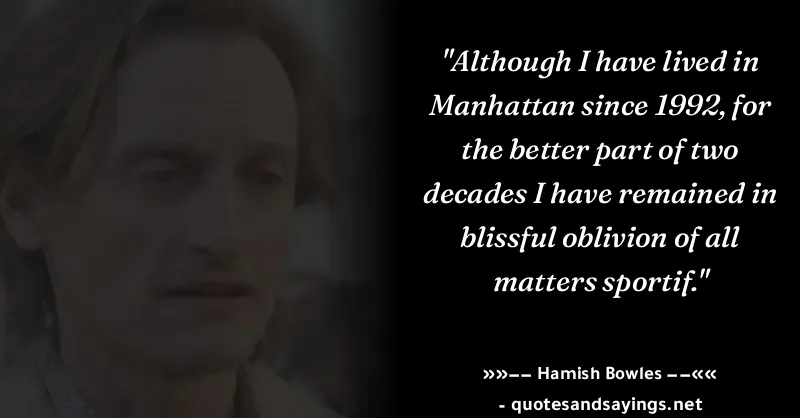 "Although I have lived in
Manhattan since 1992, for
the better part of two
decades I have remained in
blissful oblivion of all
matters sportif."
»»−− Hamish Bowles −−««
- quotesandsayings.net